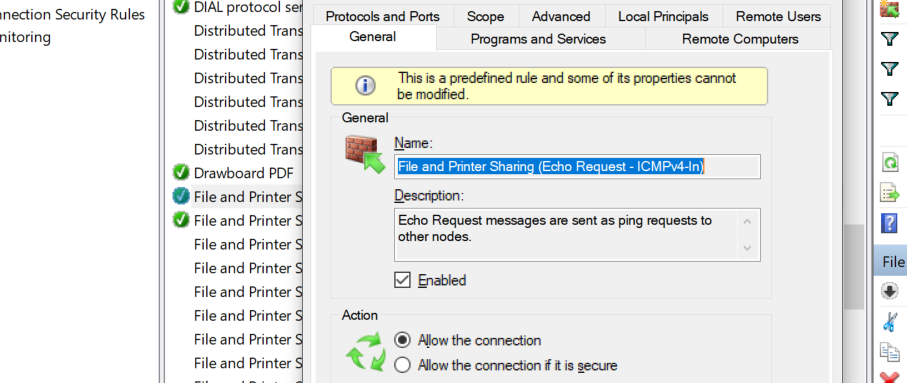 nnection Security Rules
nitoring
DIAL protocol ser
Distributed Trans
Distributed Trans
Distributed Trans
Distributed Trans
Distributed Trans
Drawboard PDF
File and Printer S
File and Printer S
File and Printer S
File and Printer S
File and Printer S
File and Printer S
File and Printer S
File and Printer S
Protocols and Ports Scope Advanced Local Principals Remote Users
General Programs and Services Remote Computers
This is a predefined rule and some of its properties cannot
be modified.
General
Name:
File and Printer Sharing (Echo Request - ICMPv4-In)
Description:
Echo Request messages are sent as ping requests to
other nodes.
Enabled
Action
Allow the connection
Allow the connection if it is secure
File